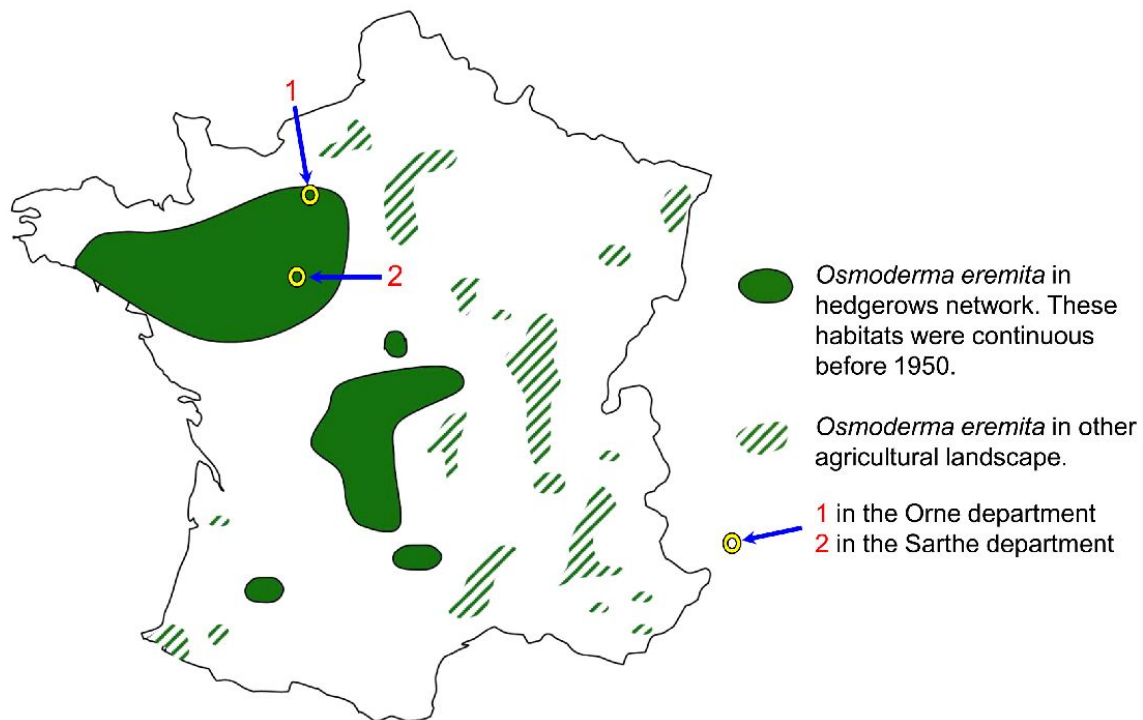 1
2
Osmoderma eremita in
hedgerows network. These
habitats were continuous
before 1950.
Osmoderma eremita in other
agricultural landscape.
1 in the Orne department
2 in the Sarthe department